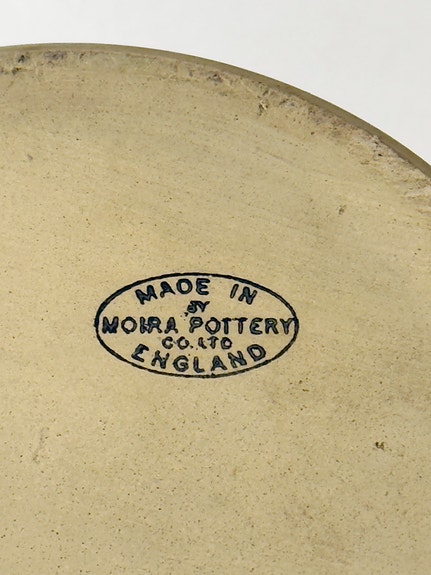 MADE IN
BY
MOIRA POTTERY
CO. LTD
ENGLAND